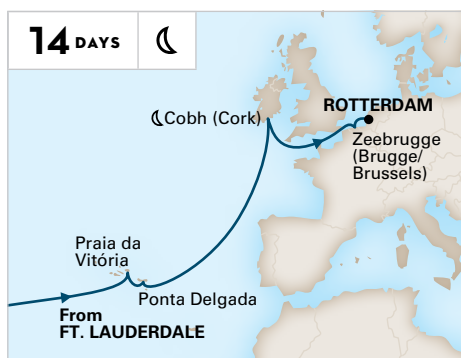 14 DAYS
ROTTERDAM
Cobh (Cork)
Zeebrugge
(Brugge/
Brussels)
Praia da
Vitória
Ponta Delgada
From
FT. LAUDERDALE